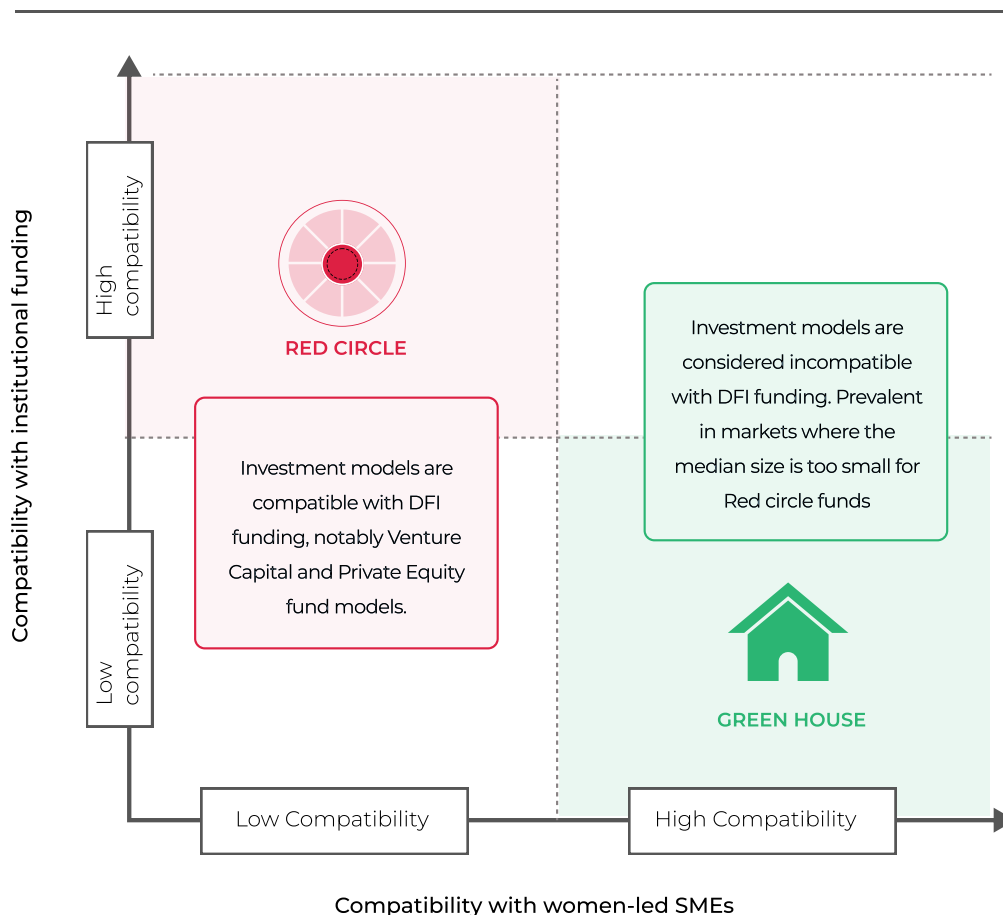 Compatibility with institutional funding
High
compatibility
Low
compatibility
RED CIRCLE
Investment models are
compatible with DFI
funding, notably Venture
Capital and Private Equity
fund models.
Investment models are
considered incompatible
with DFI funding. Prevalent
in markets where the
median size is too small for
Red circle funds
GREEN HOUSE
Low Compatibility
High Compatibility
Compatibility with women-led SMEs